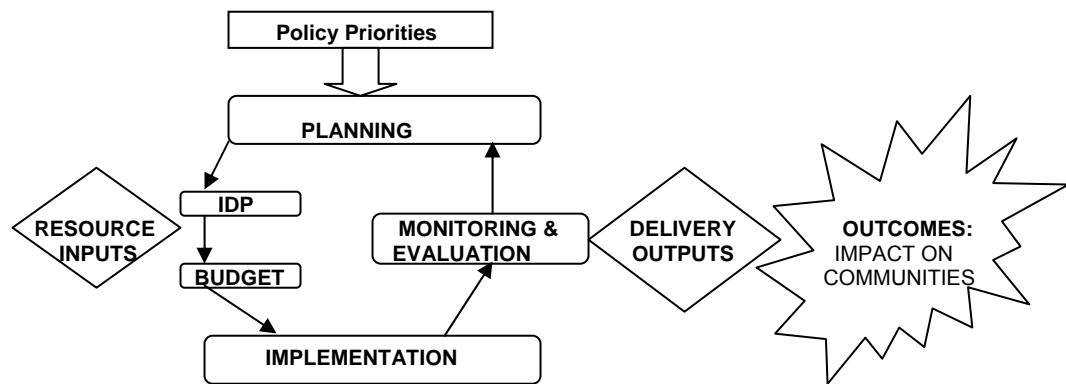 Policy Priorities
PLANNING
IDP
RESOURCE
INPUTS
BUDGET
MONITORING &
EVALUATION
DELIVERY
OUTPUTS
OUTCOMES:
IMPACT ON
COMMUNITIES
IMPLEMENTATION